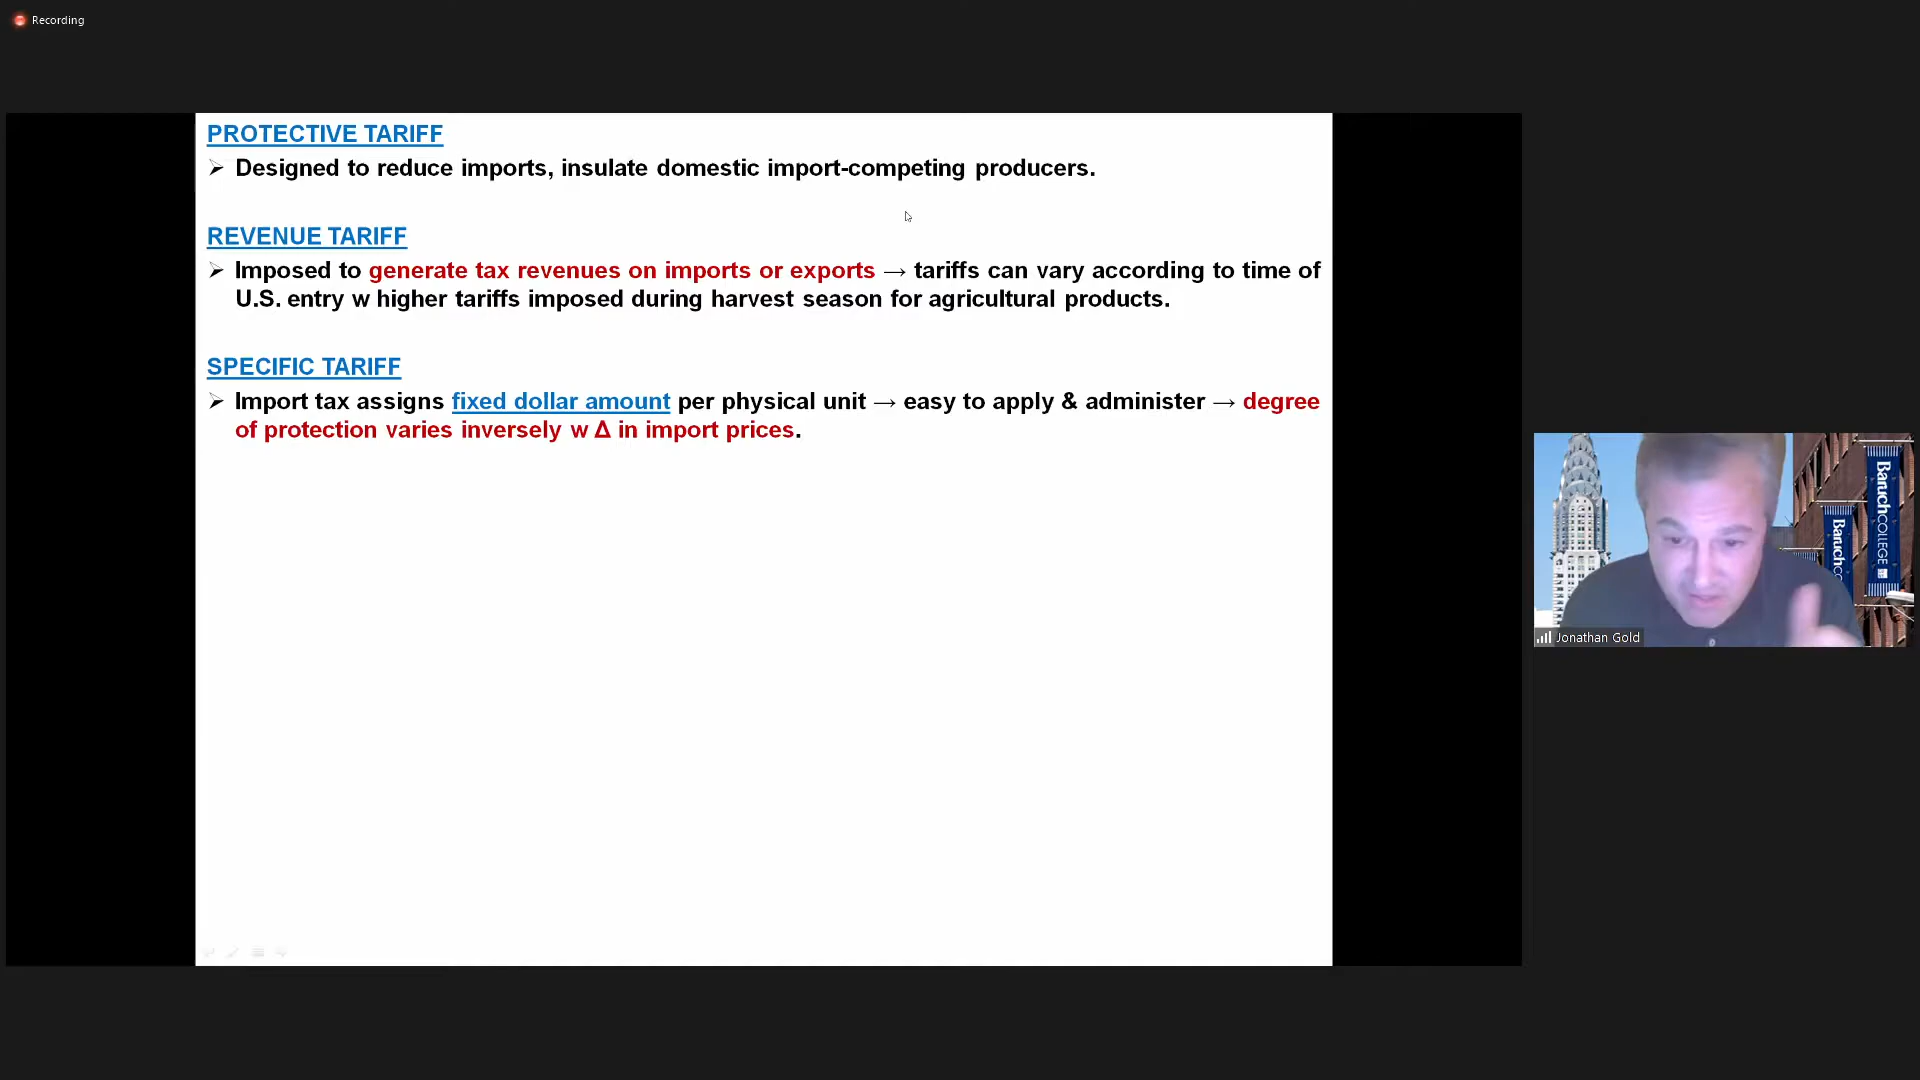 Recording
PROTECTIVE TARIFF
➢ Designed to reduce imports, insulate domestic import-competing producers.
REVENUE TARIFF
➢ Imposed to generate tax revenues on imports or exports → tariffs can vary according to time of
U.S. entry w higher tariffs imposed during harvest season for agricultural products.
SPECIFIC TARIFF
➢ Import tax assigns fixed dollar amount per physical unit → easy to apply & administer → degree
of protection varies inversely w Δ in import prices.
Baruch COLLEGE
Baruch
Jonathan Gold